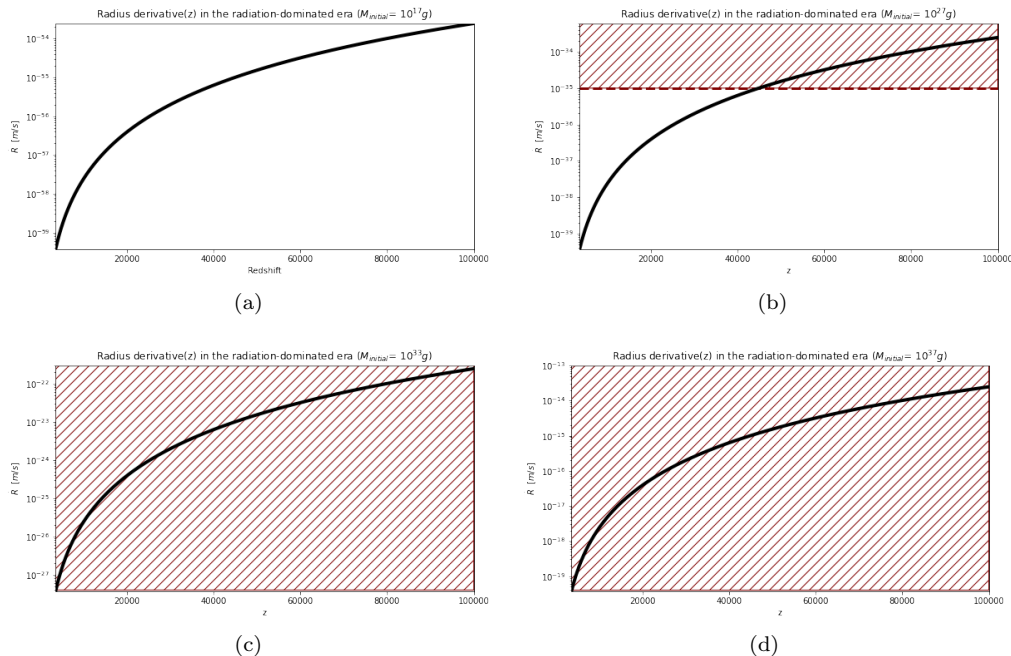 Radius derivative(z) in the radiation-dominated era (M_initial = 10^17 g)
R [m/s]
10^-54
10^-55
10^-56
10^-57
10^-58
10^-59
20000 40000 60000 80000 100000
Redshift
(a)
Radius derivative(z) in the radiation-dominated era (M_initial = 10^27 g)
R [m/s]
10^-34
10^-35
10^-36
10^-37
10^-38
10^-39
20000 40000 60000 80000 100000
z
(b)
Radius derivative(z) in the radiation-dominated era (M_initial = 10^33 g)
R [m/s]
10^-22
10^-23
10^-24
10^-25
10^-26
10^-27
20000 40000 60000 80000 100000
z
(c)
Radius derivative(z) in the radiation-dominated era (M_initial = 10^37 g)
R [m/s]
10^-13
10^-14
10^-15
10^-16
10^-17
10^-18
10^-19
20000 40000 60000 80000 100000
z
(d)